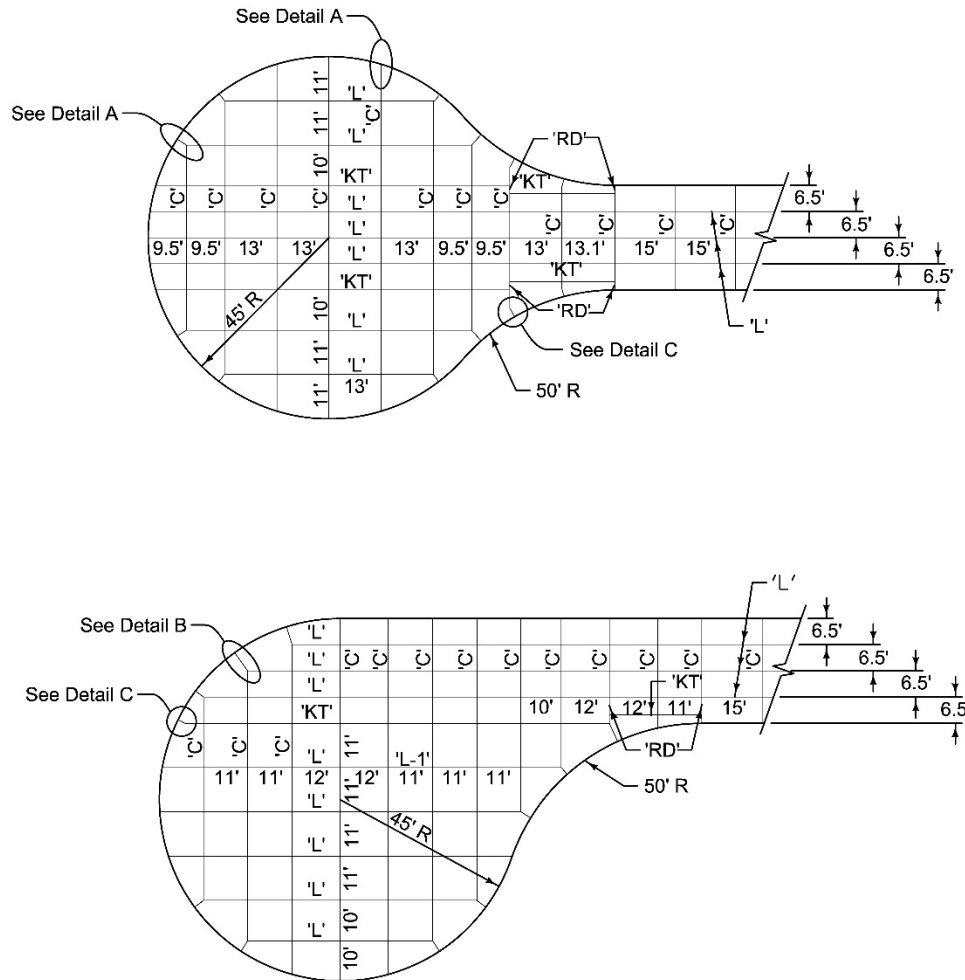 See Detail A
See Detail A
11'
'L'
11'
'C'
'L'
10'
'KT'
'RD'
'KT'
'C' 'C' 'C' 'C' 'L' 'C' 'C' 'C'
'L'
'C' 'C' 'C' 'C'
9.5' 9.5' 13' 13' 'L' 13' 9.5' 9.5' 13' 13.1' 15' 15'
6.5'
6.5'
6.5'
6.5'
'KT'
'KT'
45' R
10'
'L'
'RD'
'L'
See Detail C
11'
'L'
13'
11'
50' R
'L'
See Detail B
'L'
'L'
'C' 'C' 'C' 'C' 'C' 'C' 'C' 'C' 'C' 'C'
6.5'
6.5'
6.5'
6.5
See Detail C
'L'
'KT'
'KT'
10' 12' 12' 11' 15'
'RD'
'C' 'C' 'C'
'L'
11'
'L-1'
11' 11' 12' 12' 11' 11' 11'
'L'
11'
50' R
45' R
'L'
11'
'L'
11'
'L'
10'
10'